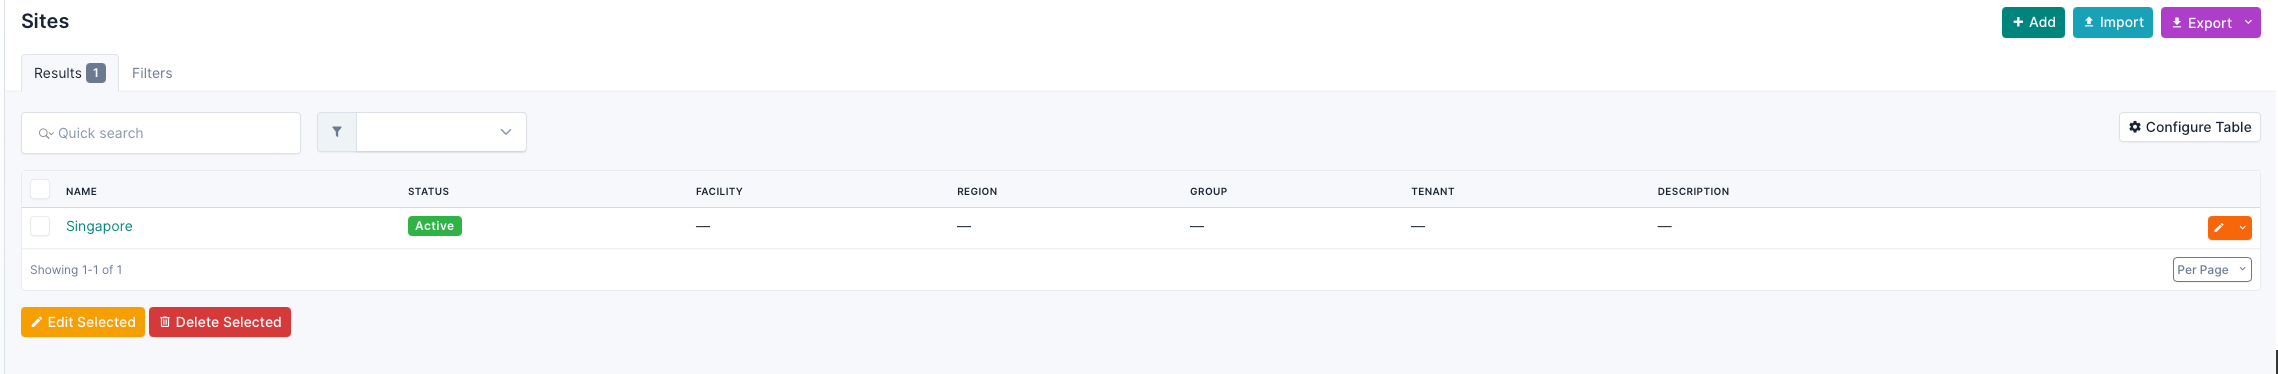 Sites
+ Add Import Export
Results 1 Filters
Quick search
Configure Table
NAME STATUS FACILITY REGION GROUP TENANT DESCRIPTION
Singapore Active — — — — —
Showing 1-1 of 1 Per Page
Edit Selected Delete Selected